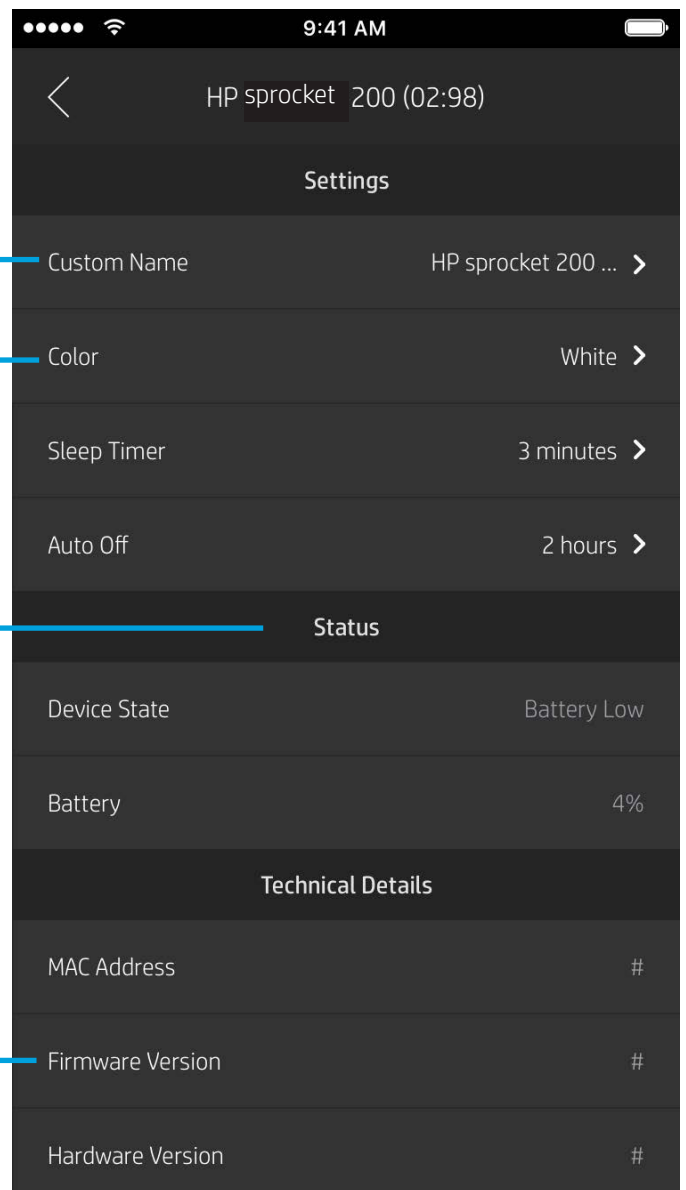 9:41 AM
HP sprocket 200 (02:98)
Settings
Custom Name HP sprocket 200 ...
Color White
Sleep Timer 3 minutes
Auto Off 2 hours
Status
Device State Battery Low
Battery 4%
Technical Details
MAC Address #
Firmware Version #
Hardware Version #